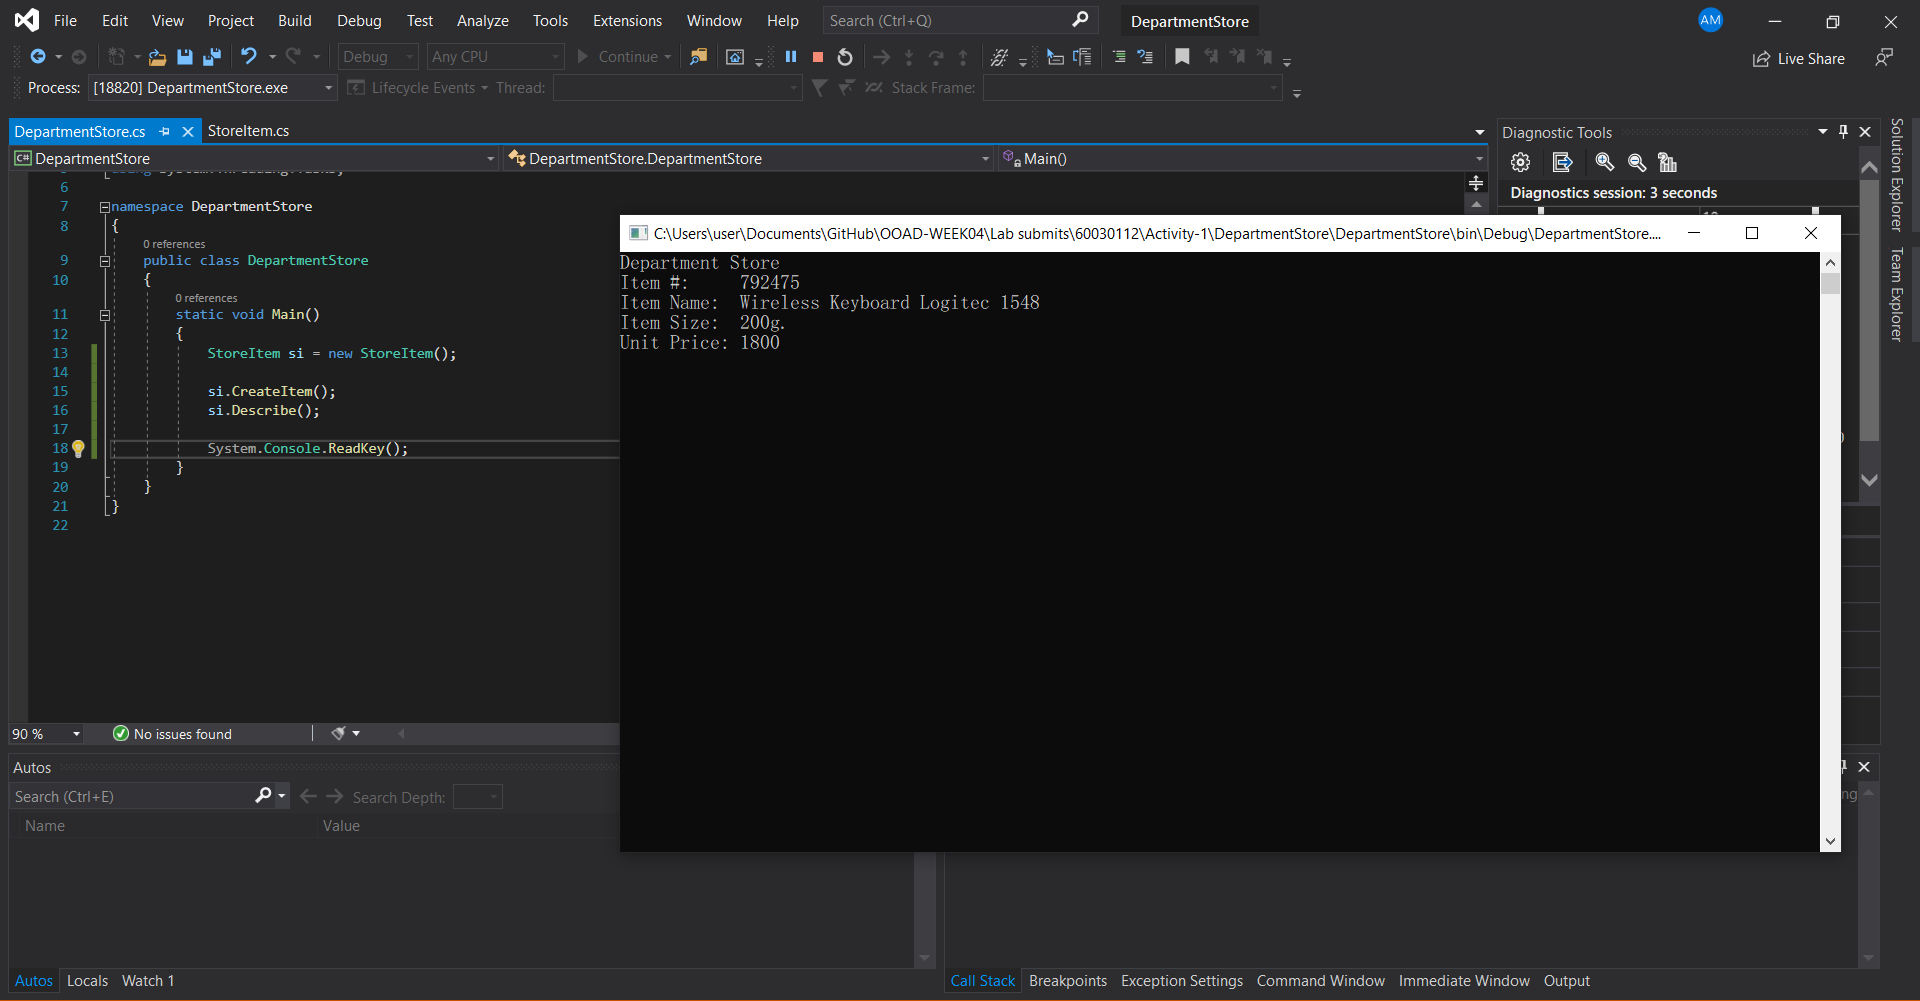 File Edit View Project Build Debug Test Analyze Tools Extensions Window Help Search (Ctrl+Q) DepartmentStore AM
Debug Any CPU Continue Live Share
Process: [18820] DepartmentStore.exe Lifecycle Events Thread: Stack Frame:
DepartmentStore.cs StoreItem.cs
C# DepartmentStore DepartmentStore.DepartmentStore Main()
6
7 namespace DepartmentStore
8 {
0 references
9 public class DepartmentStore
10 {
0 references
11 static void Main()
12 {
13 StoreItem si = new StoreItem();
14
15 si.CreateItem();
16 si.Describe();
17
18 System.Console.ReadKey();
19 }
20 }
21 }
22
90 % No issues found
C:\Users\user\Documents\GitHub\OOAD-WEEK04\Lab submits\60030112\Activity-1\DepartmentStore\DepartmentStore\bin\Debug\DepartmentStore....
Department Store
Item #: 792475
Item Name: Wireless Keyboard Logitec 1548
Item Size: 200g.
Unit Price: 1800
Diagnostic Tools
Diagnostics session: 3 seconds
Solution Explorer
Team Explorer
Autos
Search (Ctrl+E) Search Depth:
Name Value
ng
Autos Locals Watch 1
Call Stack Breakpoints Exception Settings Command Window Immediate Window Output